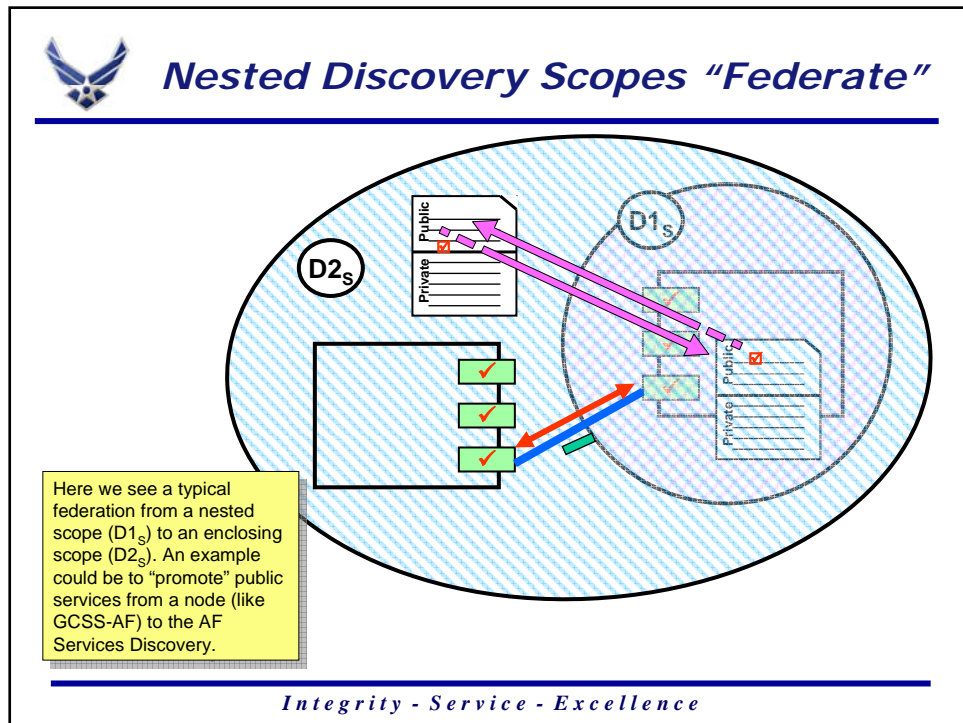 Nested Discovery Scopes “Federate”
Public
Private
D2S
D1S
Public
Private
Here we see a typical
federation from a nested
scope (D1S) to an enclosing
scope (D2S). An example
could be to “promote” public
services from a node (like
GCSS-AF) to the AF
Services Discovery.
Integrity - Service - Excellence